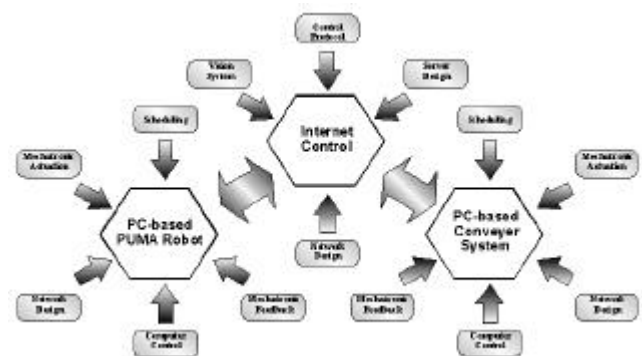 Control
Protocol
Vision
System
Server
Design
Internet
Control
Network
Design
Scheduling
Mechatronic
Actuation
PC-based
PUMA Robot
Network
Design
Computer
Control
Mechatronic
Feedback
Scheduling
Mechatronic
Actuation
PC-based
Conveyer
System
Mechatronic
Feedback
Computer
Control
Network
Design